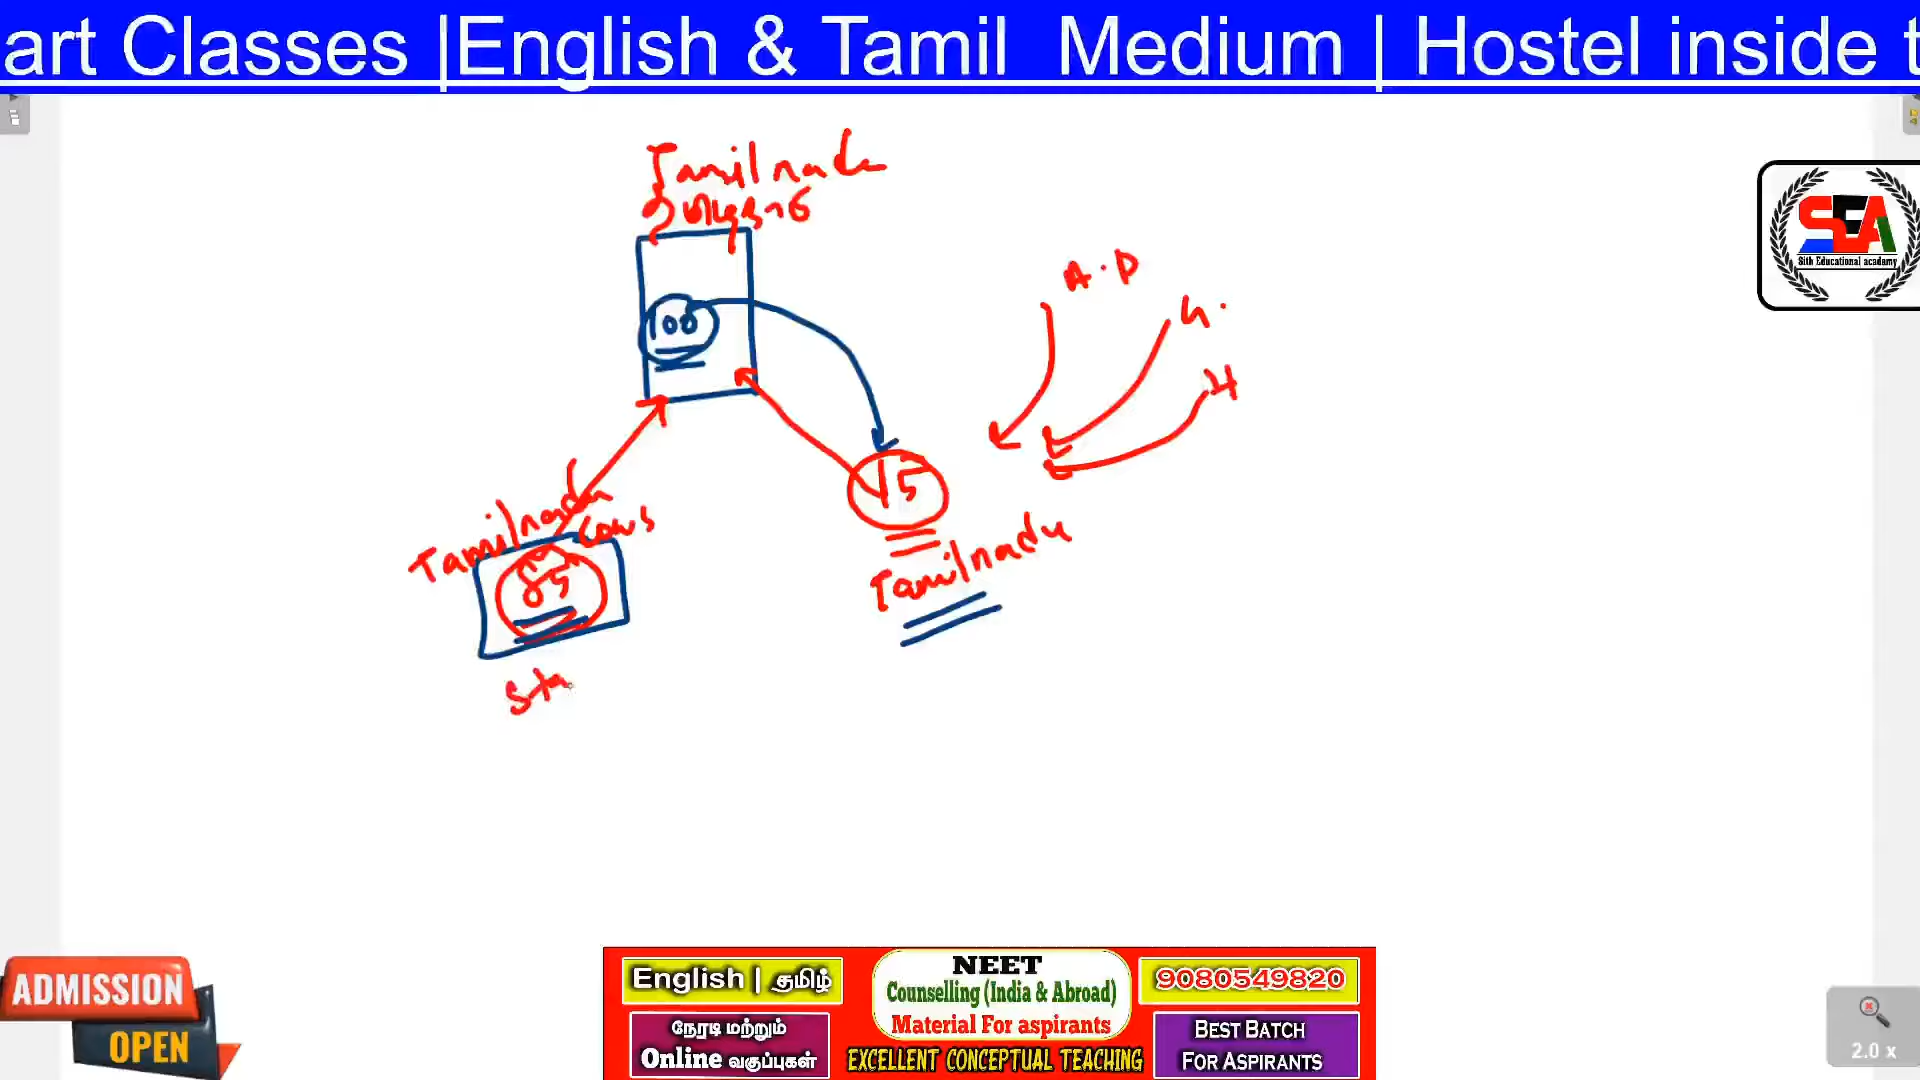 art Classes |English & Tamil Medium | Hostel inside t
Tamilnadu
100
A.P
G.
H
15
Tamilnadu
Tamilnadu
85
Sta
SEA
Sith Educational academy
ADMISSION
OPEN
English | தமிழ்
நேரடி மற்றும்
Online வகுப்புகள்
NEET
Counselling (India & Abroad)
Material For aspirants
EXCELLENT CONCEPTUAL TEACHING
9080549820
BEST BATCH
FOR ASPIRANTS
2.0 x